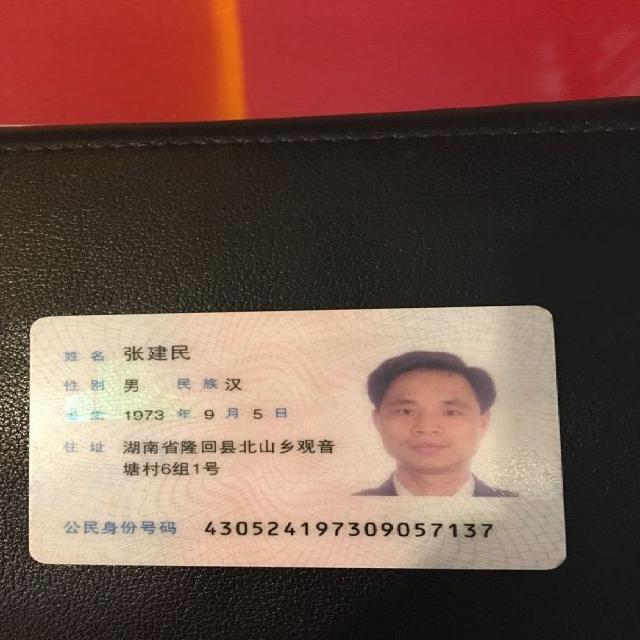 姓名 张建民
性别 男 民族 汉
出生 1973 年 9 月 5 日
住址 湖南省隆回县北山乡观音
塘村6组1号
公民身份号码 430524197309057137